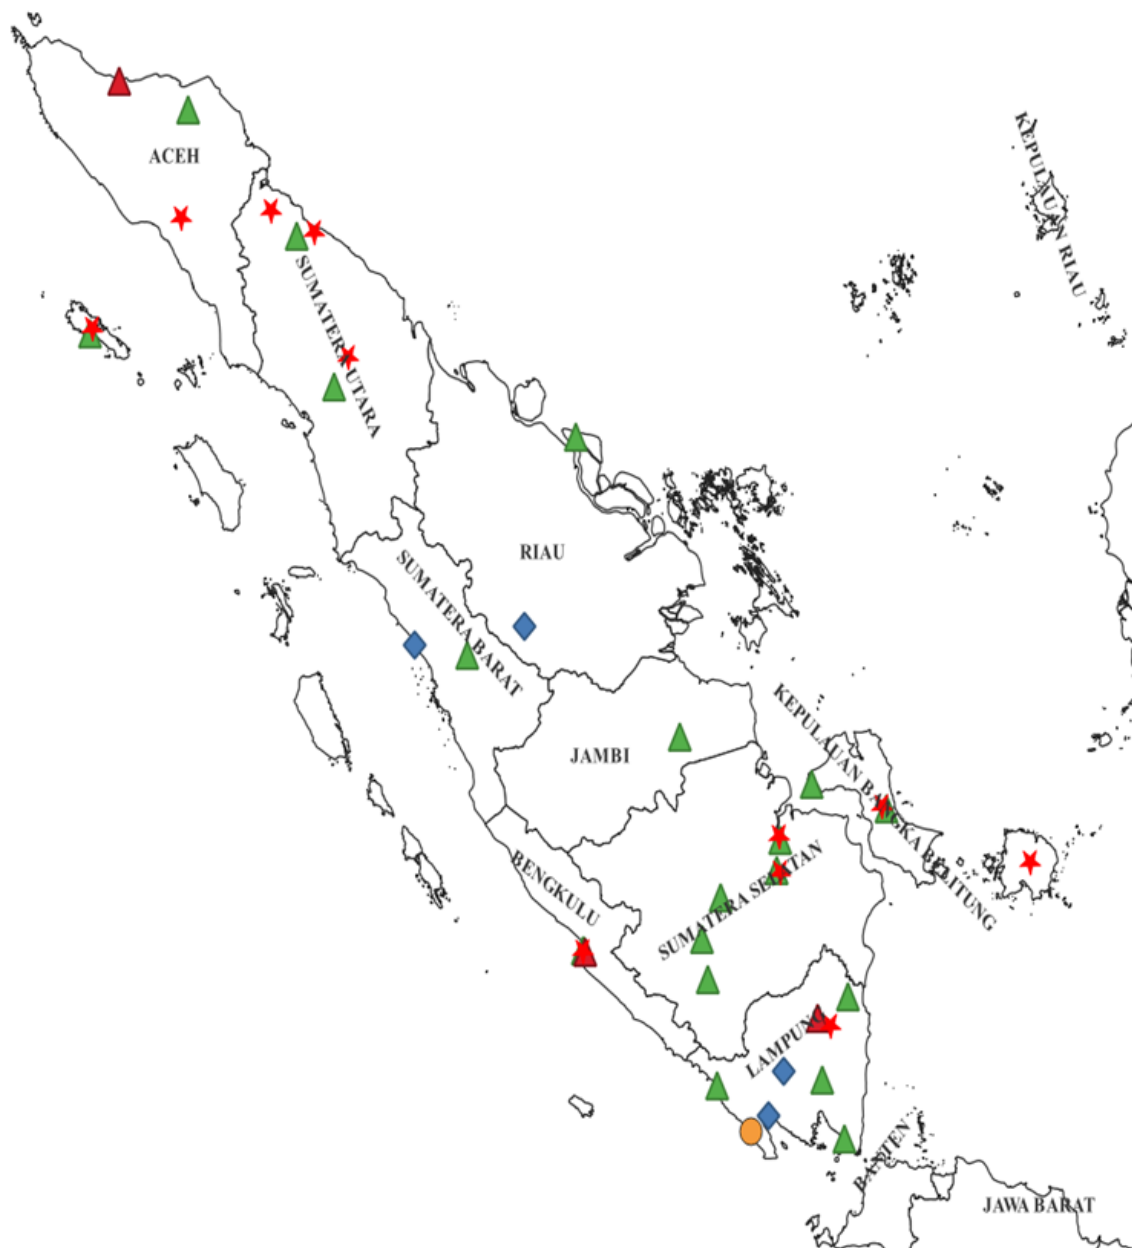 ACEH
KEPULAUAN RIAU
SUMATERA UTARA
RIAU
SUMATERA BARAT
JAMBI
KEPULAUAN BANGKA BELITUNG
BENGKULU
SUMATERA SELATAN
LAMPUNG
BANTEN
JAWA BARAT